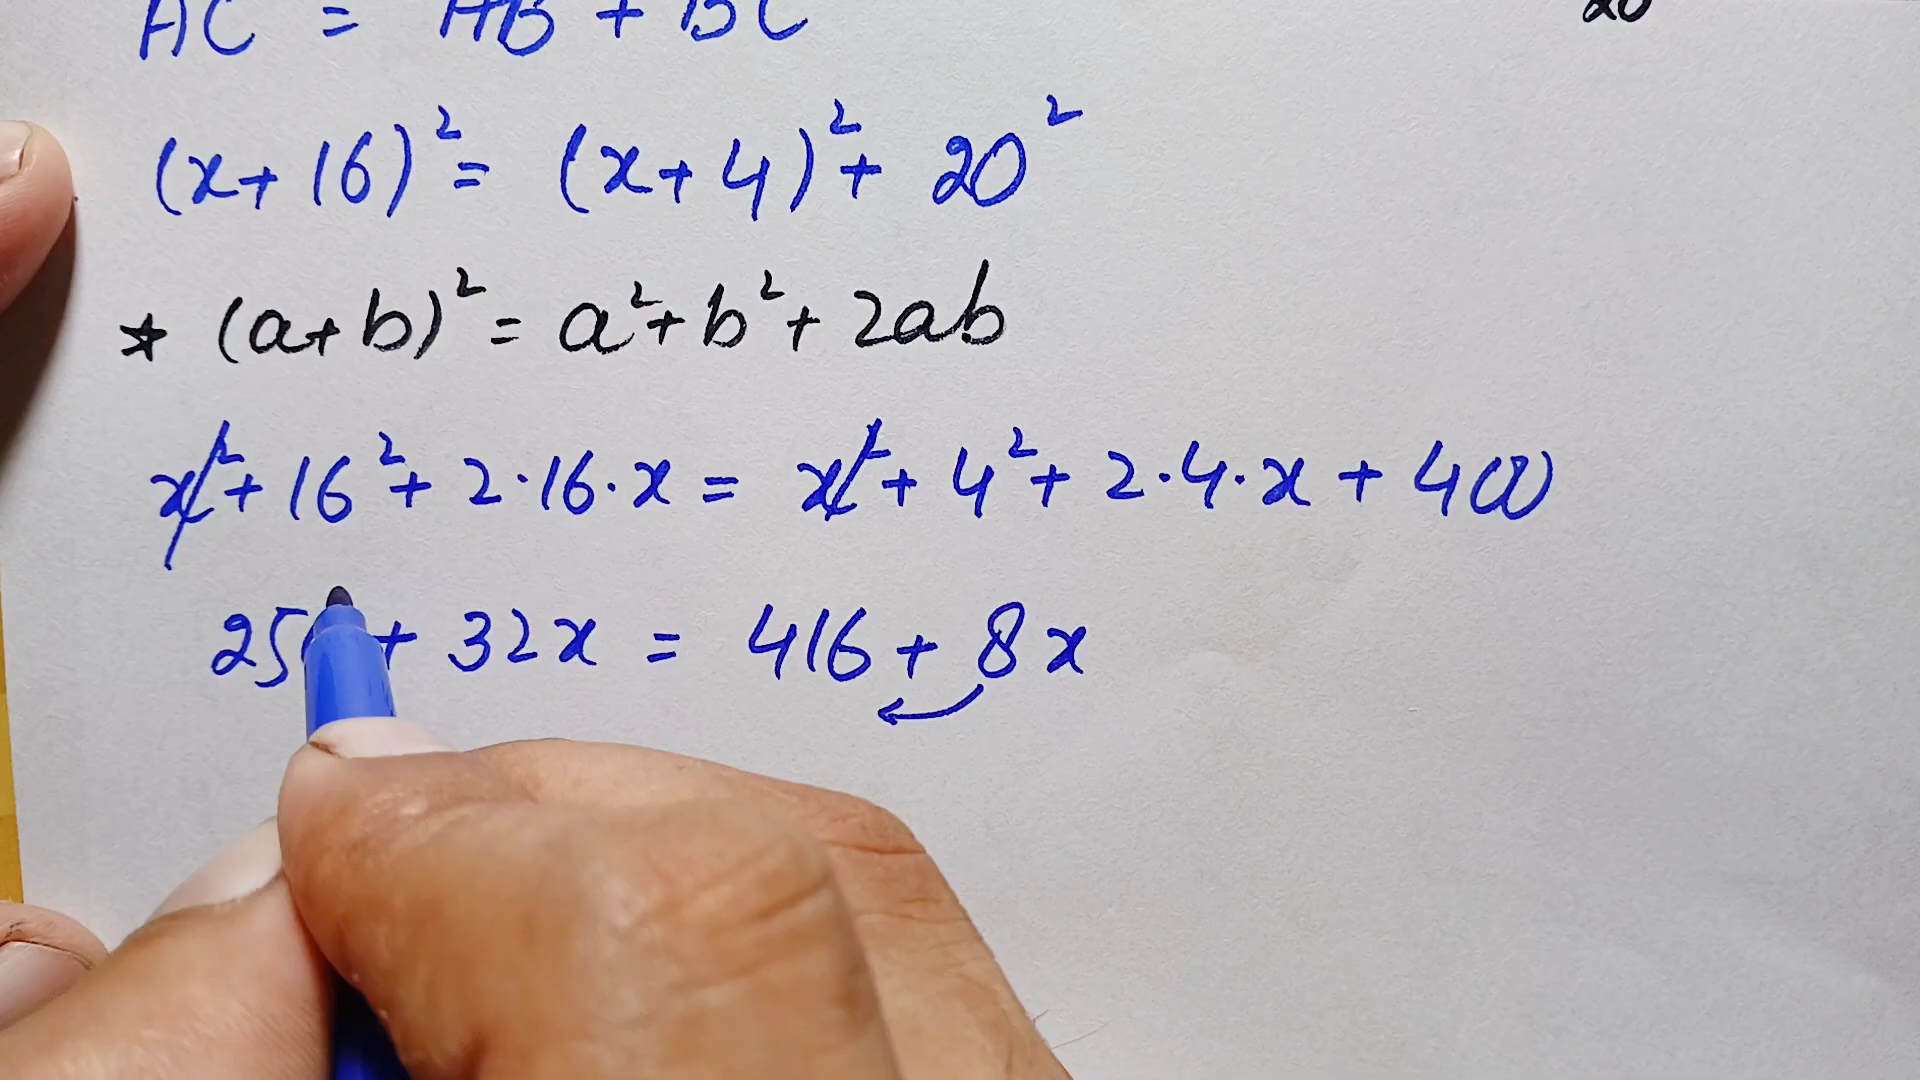 20
AC = AB + BC
(x + 16)² = (x + 4)² + 20²
* (a + b)² = a² + b² + 2ab
x² + 16² + 2·16·x = x² + 4² + 2·4·x + 400
+ 32x = 416 + 8x